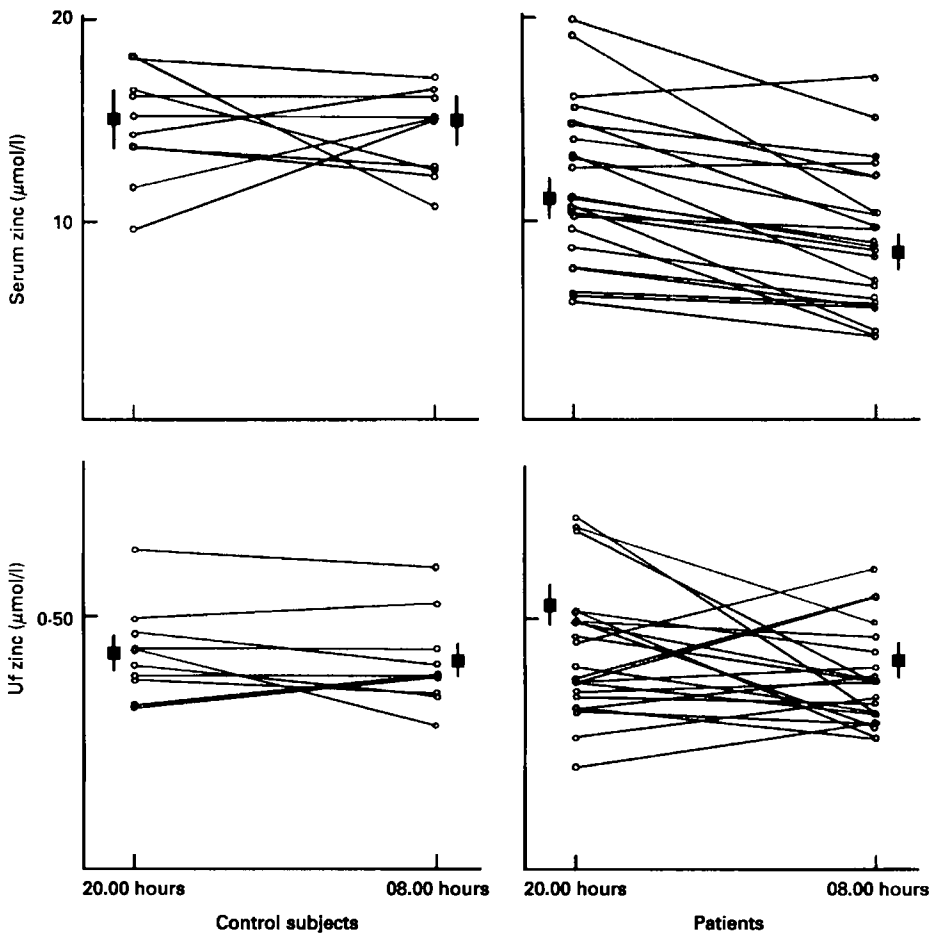 20
10
Serum zinc (μmol/l)
0·50
Uf zinc (μmol/l)
20.00 hours
08.00 hours
20.00 hours
08.00 hours
Control subjects
Patients